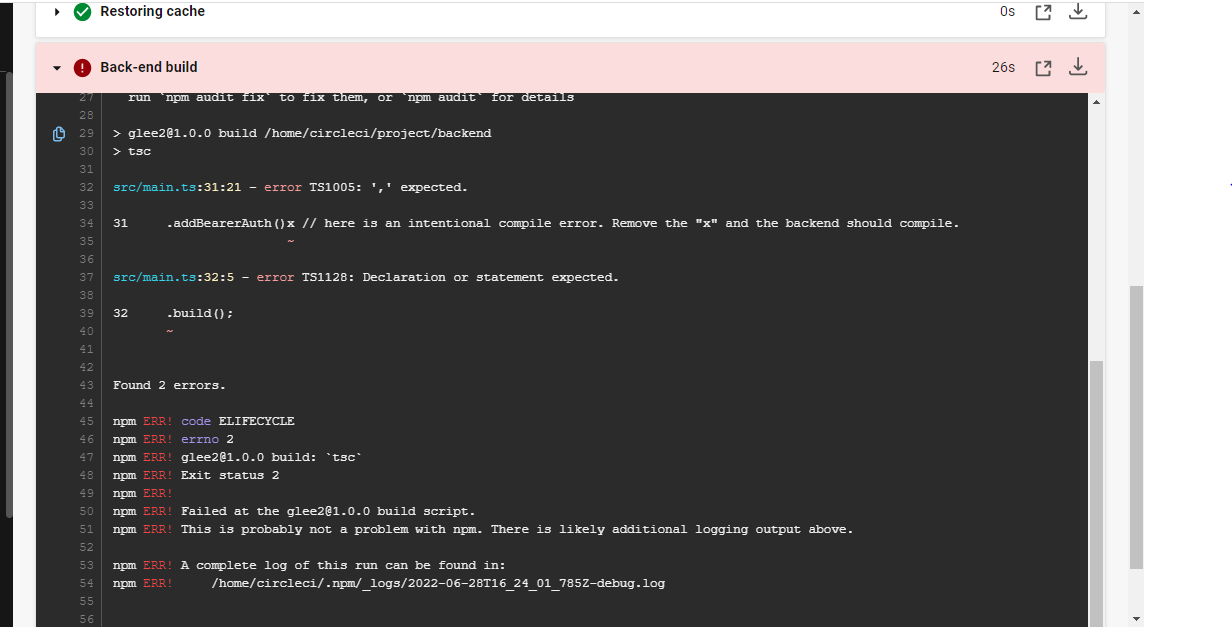 Restoring cache 0s
Back-end build 26s
27 run `npm audit fix` to fix them, or `npm audit` for details
28
29 > glee2@1.0.0 build /home/circleci/project/backend
30 > tsc
31
32 src/main.ts:31:21 - error TS1005: ',' expected.
33
34 31 .addBearerAuth()x // here is an intentional compile error. Remove the "x" and the backend should compile.
35 ~
36
37 src/main.ts:32:5 - error TS1128: Declaration or statement expected.
38
39 32 .build();
40 ~
41
42
43 Found 2 errors.
44
45 npm ERR! code ELIFECYCLE
46 npm ERR! errno 2
47 npm ERR! glee2@1.0.0 build: `tsc`
48 npm ERR! Exit status 2
49 npm ERR!
50 npm ERR! Failed at the glee2@1.0.0 build script.
51 npm ERR! This is probably not a problem with npm. There is likely additional logging output above.
52
53 npm ERR! A complete log of this run can be found in:
54 npm ERR! /home/circleci/.npm/_logs/2022-06-28T16_24_01_785Z-debug.log
55
56